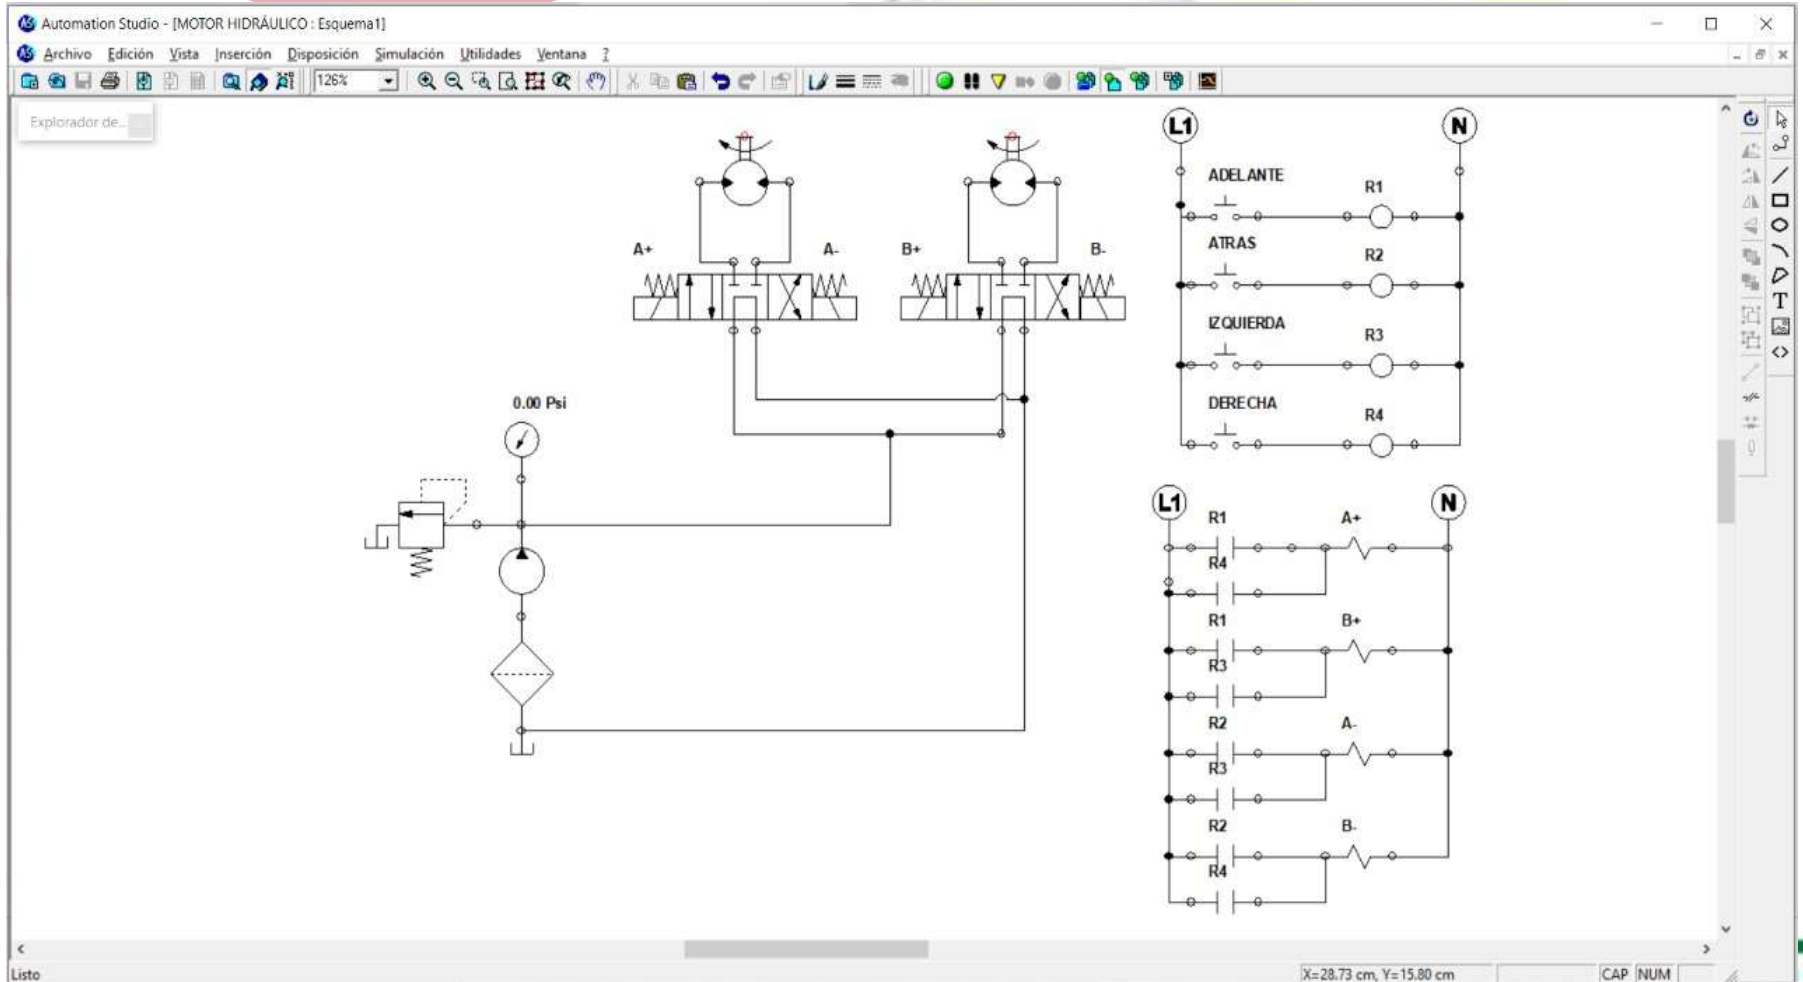 Automation Studio - [MOTOR HIDRÁULICO : Esquema1]
Archivo Edición Vista Inserción Disposición Simulación Utilidades Ventana ?
126%
Explorador de...
L1 N
ADELANTE
R1
ATRAS
R2
IZQUIERDA
R3
DERECHA
R4
A+ A- B+ B-
0.00 Psi
L1 N
R1 A+
R4
R1 B+
R3
R2 A-
R3
R2 B-
R4
T
Listo
X=28.73 cm, Y=15.80 cm CAP NUM